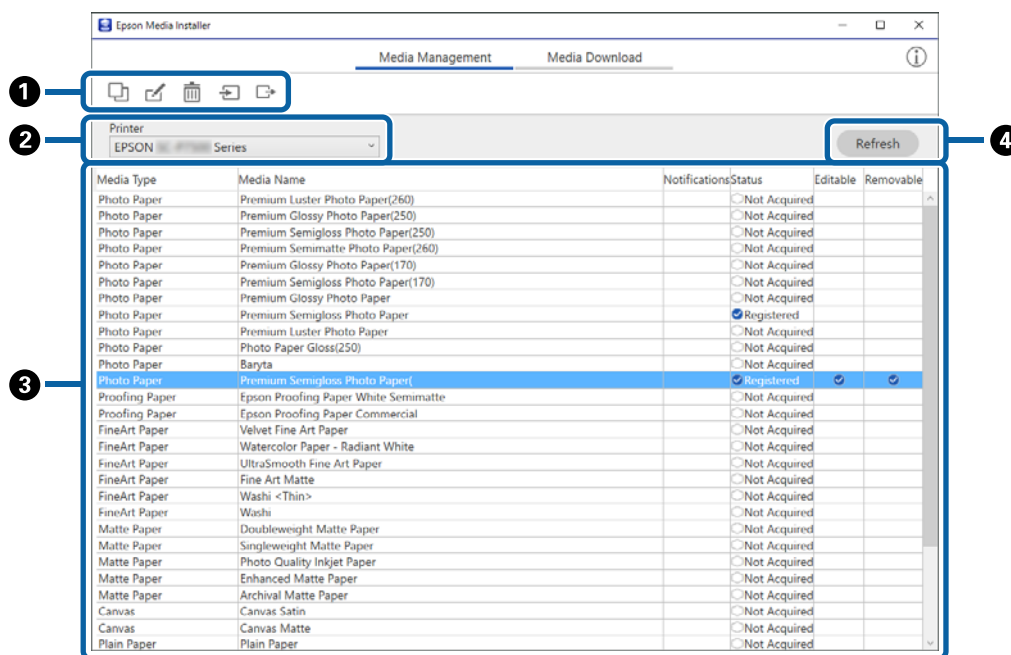 Epson Media Installer
Media Management Media Download
1
2
Printer
EPSON Series
Refresh
4
Media Type Media Name Notifications Status Editable Removable
Photo Paper Premium Luster Photo Paper(260) Not Acquired
Photo Paper Premium Glossy Photo Paper(250) Not Acquired
Photo Paper Premium Semigloss Photo Paper(250) Not Acquired
Photo Paper Premium Semimatte Photo Paper(260) Not Acquired
Photo Paper Premium Glossy Photo Paper(170) Not Acquired
Photo Paper Premium Semigloss Photo Paper(170) Not Acquired
Photo Paper Premium Glossy Photo Paper Not Acquired
Photo Paper Premium Semigloss Photo Paper Registered
Photo Paper Premium Luster Photo Paper Not Acquired
Photo Paper Photo Paper Gloss(250) Not Acquired
Photo Paper Baryta Not Acquired
3
Photo Paper Premium Semigloss Photo Paper( Registered
Proofing Paper Epson Proofing Paper White Semimatte Not Acquired
Proofing Paper Epson Proofing Paper Commercial Not Acquired
FineArt Paper Velvet Fine Art Paper Not Acquired
FineArt Paper Watercolor Paper - Radiant White Not Acquired
FineArt Paper UltraSmooth Fine Art Paper Not Acquired
FineArt Paper Fine Art Matte Not Acquired
FineArt Paper Washi <Thin> Not Acquired
FineArt Paper Washi Not Acquired
Matte Paper Doubleweight Matte Paper Not Acquired
Matte Paper Singleweight Matte Paper Not Acquired
Matte Paper Photo Quality Inkjet Paper Not Acquired
Matte Paper Enhanced Matte Paper Not Acquired
Matte Paper Archival Matte Paper Not Acquired
Canvas Canvas Satin Not Acquired
Canvas Canvas Matte Not Acquired
Plain Paper Plain Paper Not Acquired